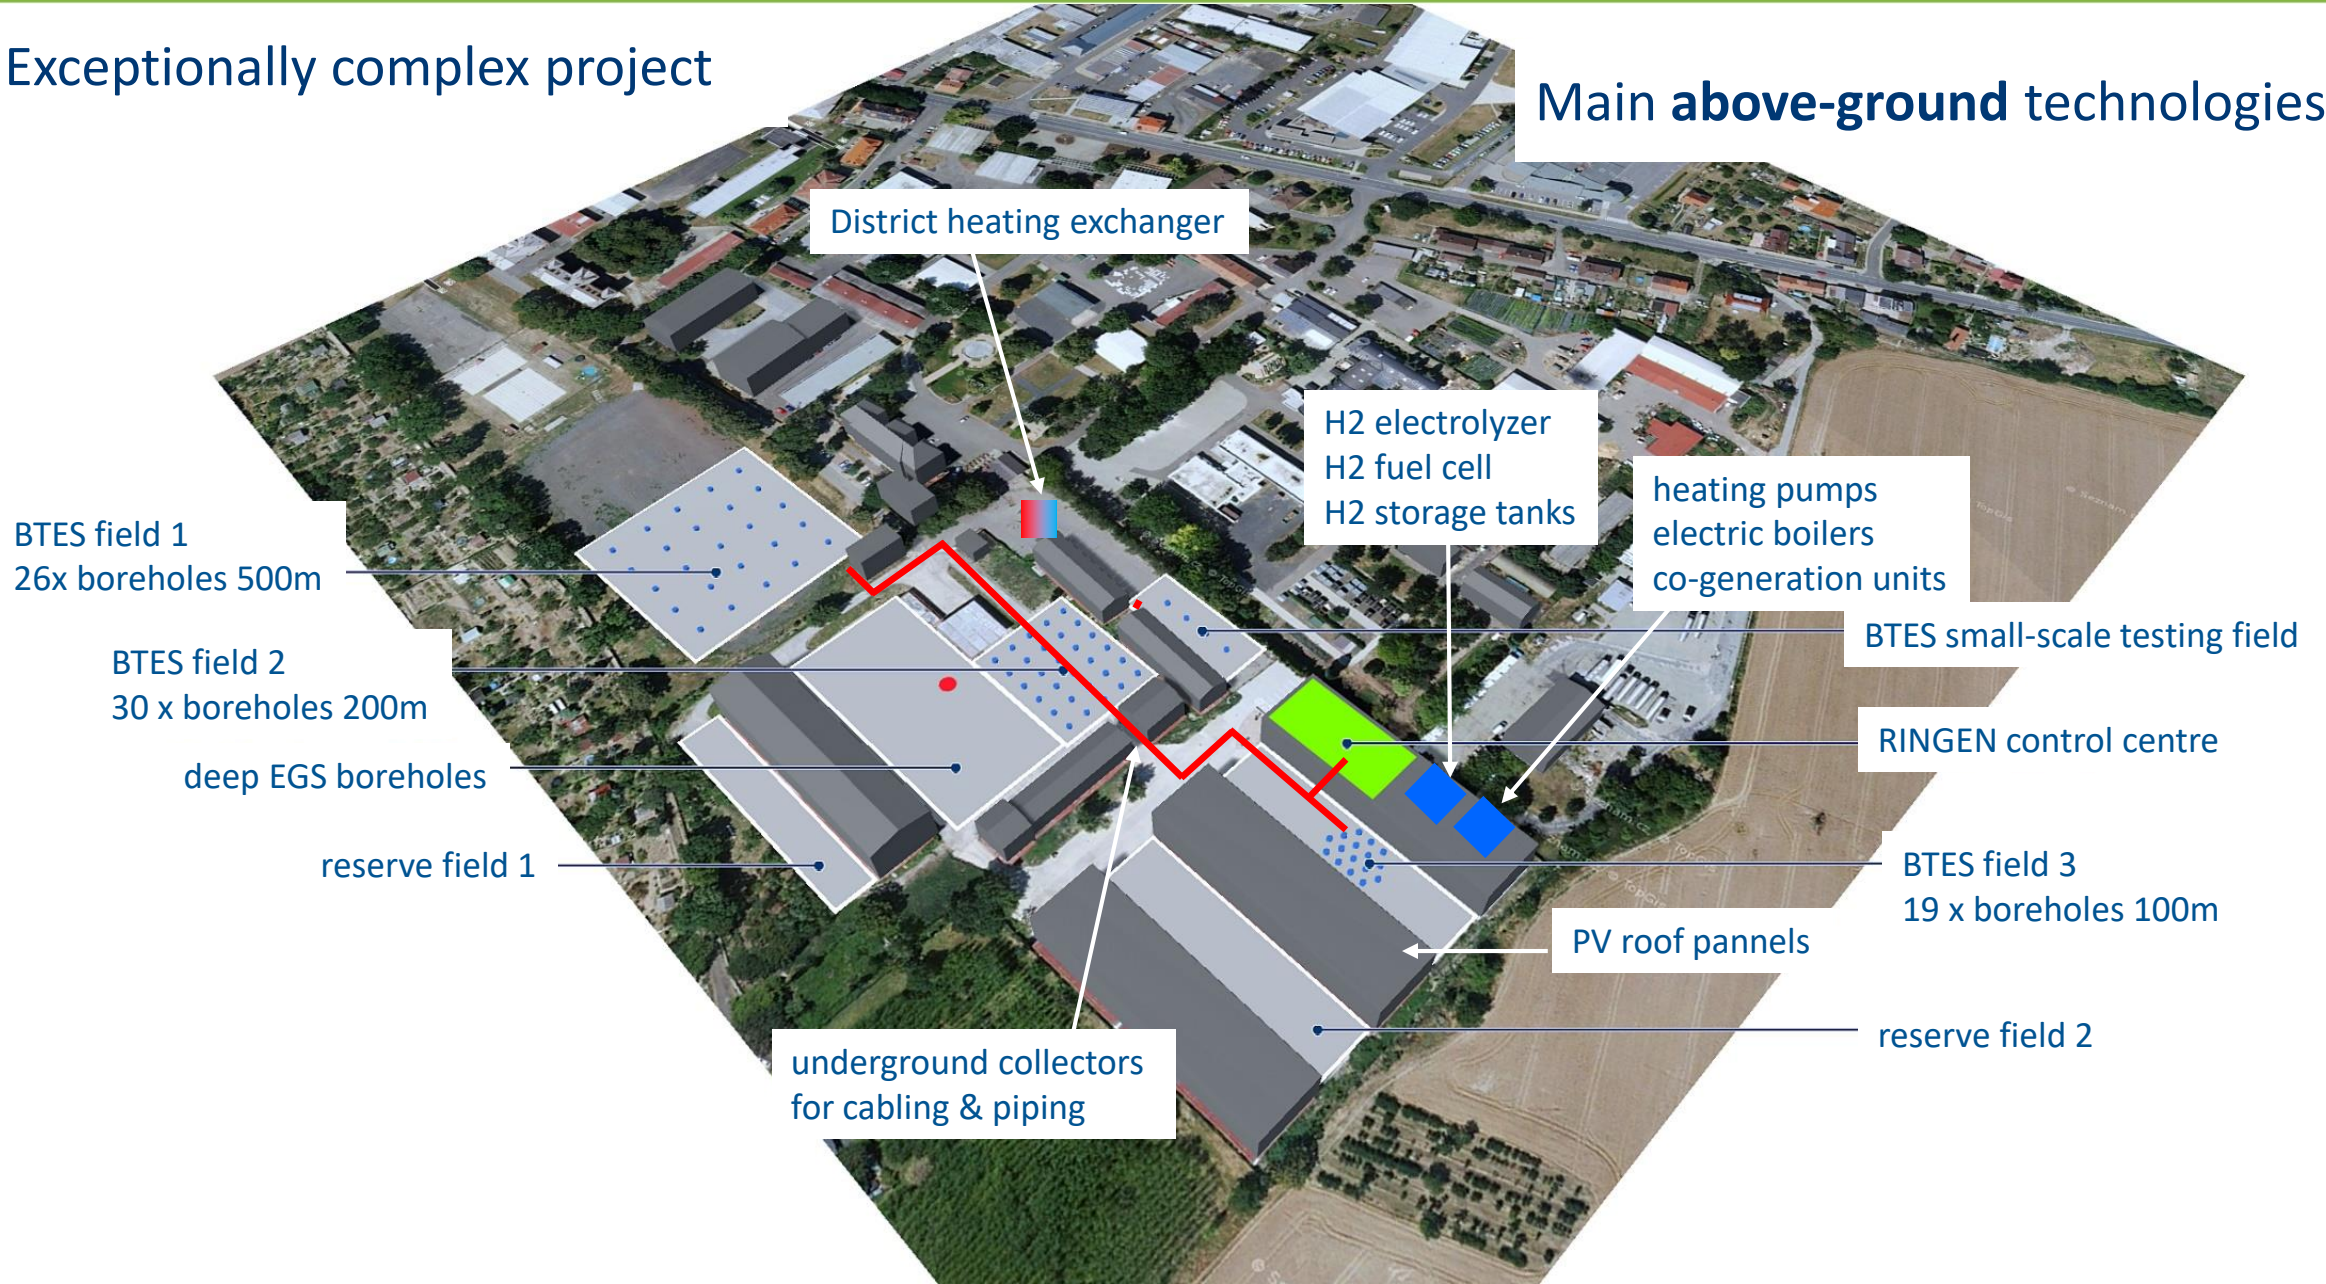 Exceptionally complex project
Main above-ground technologies
District heating exchanger
H2 electrolyzer
H2 fuel cell
H2 storage tanks
heating pumps
electric boilers
co-generation units
BTES field 1
26x boreholes 500m
BTES small-scale testing field
BTES field 2
30 x boreholes 200m
RINGEN control centre
deep EGS boreholes
reserve field 1
BTES field 3
19 x boreholes 100m
PV roof pannels
reserve field 2
underground collectors
for cabling & piping
© TopGis